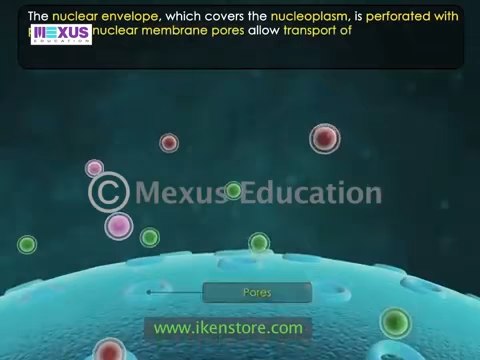 The nuclear envelope, which covers the nucleoplasm, is perforated with
nuclear membrane pores allow transport of
MEXUS
EDUCATION
© Mexus Education
Pores
www.ikenstore.com